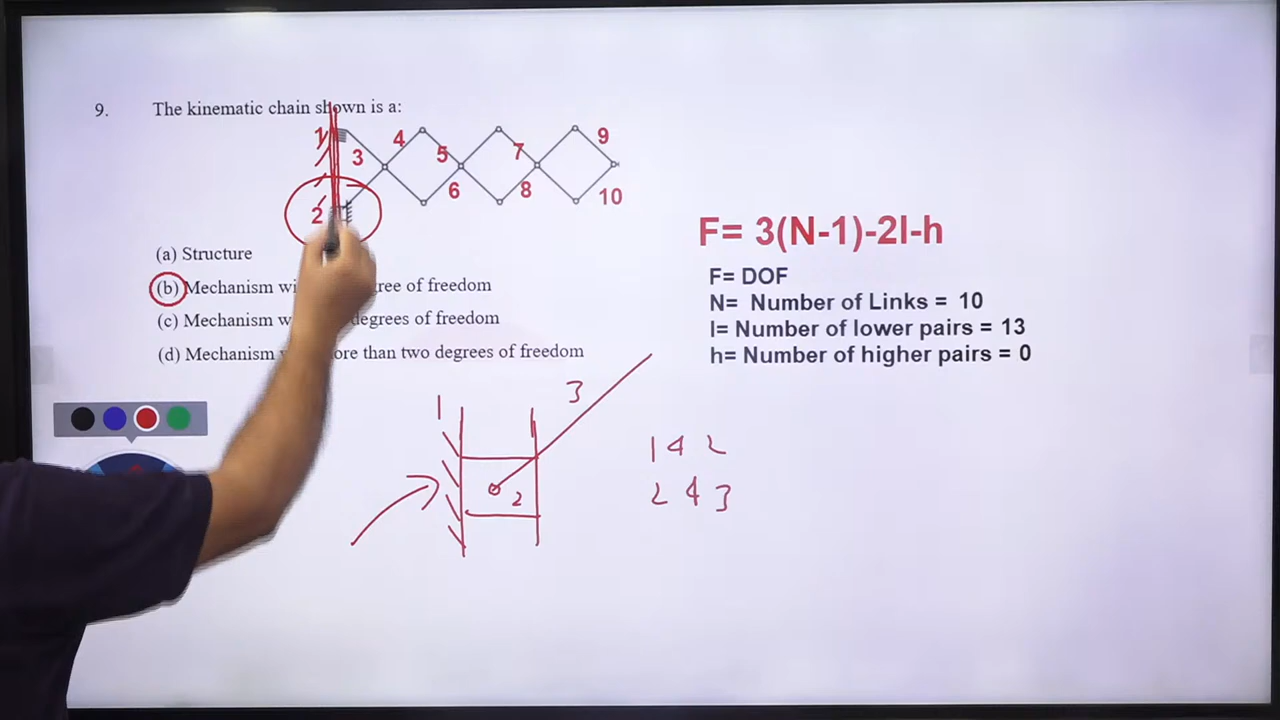 9. The kinematic chain shown is a:
1 4 9
3 5 7
2 6 8 10
(a) Structure
(b) Mechanism wi ree of freedom
(c) Mechanism w degrees of freedom
(d) Mechanism ore than two degrees of freedom
F= 3(N-1)-2l-h
F= DOF
N= Number of Links = 10
l= Number of lower pairs = 13
h= Number of higher pairs = 0
1 3
2
1 4 2
2 4 3